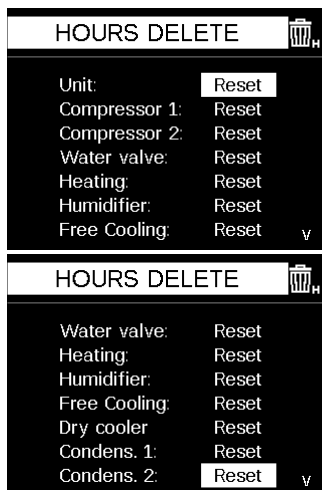 HOURS DELETE
H
Unit: Reset
Compressor 1: Reset
Compressor 2: Reset
Water valve: Reset
Heating: Reset
Humidifier: Reset
Free Cooling: Reset
V
HOURS DELETE
H
Water valve: Reset
Heating: Reset
Humidifier: Reset
Free Cooling: Reset
Dry cooler Reset
Condens. 1: Reset
Condens. 2: Reset
V